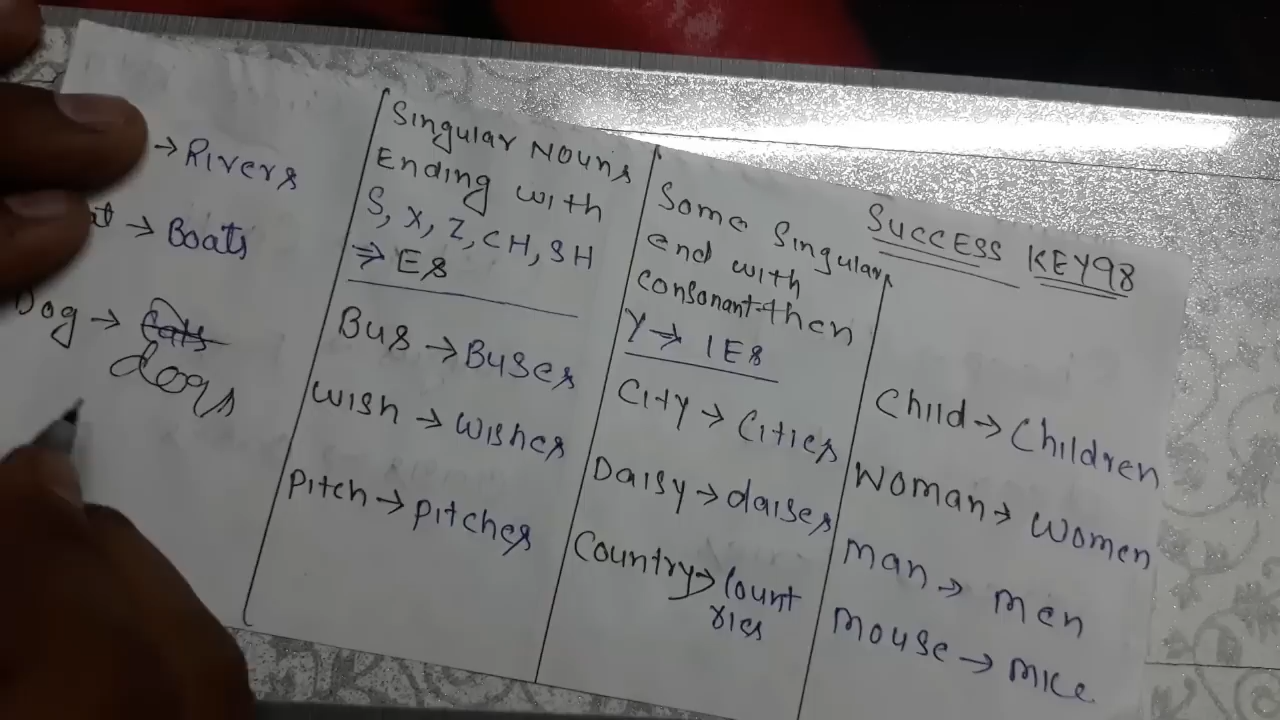 → Rivers
→ Boats
Dog → Cats
dogs
Singular Nouns
Ending with
S, X, Z, CH, SH
⇒ ES
Bus → Buses
Wish → Wishes
Pitch → Pitches
Some Singular
end with
consonant then
Y → IES
City → Cities
Daisy → daises
Country → Count
ries
SUCCESS KEY98
Child → Children
Woman → Women
Man → Men
Mouse → Mice